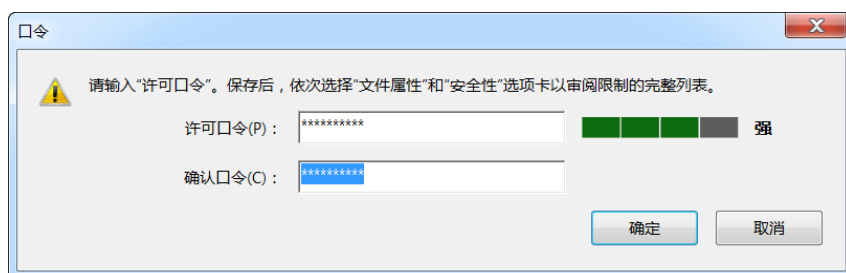 口令
请输入“许可口令”。保存后，依次选择“文件属性”和“安全性”选项卡以审阅限制的完整列表。
许可口令(P)： ********** 强
确认口令(C)： **********
确定 取消